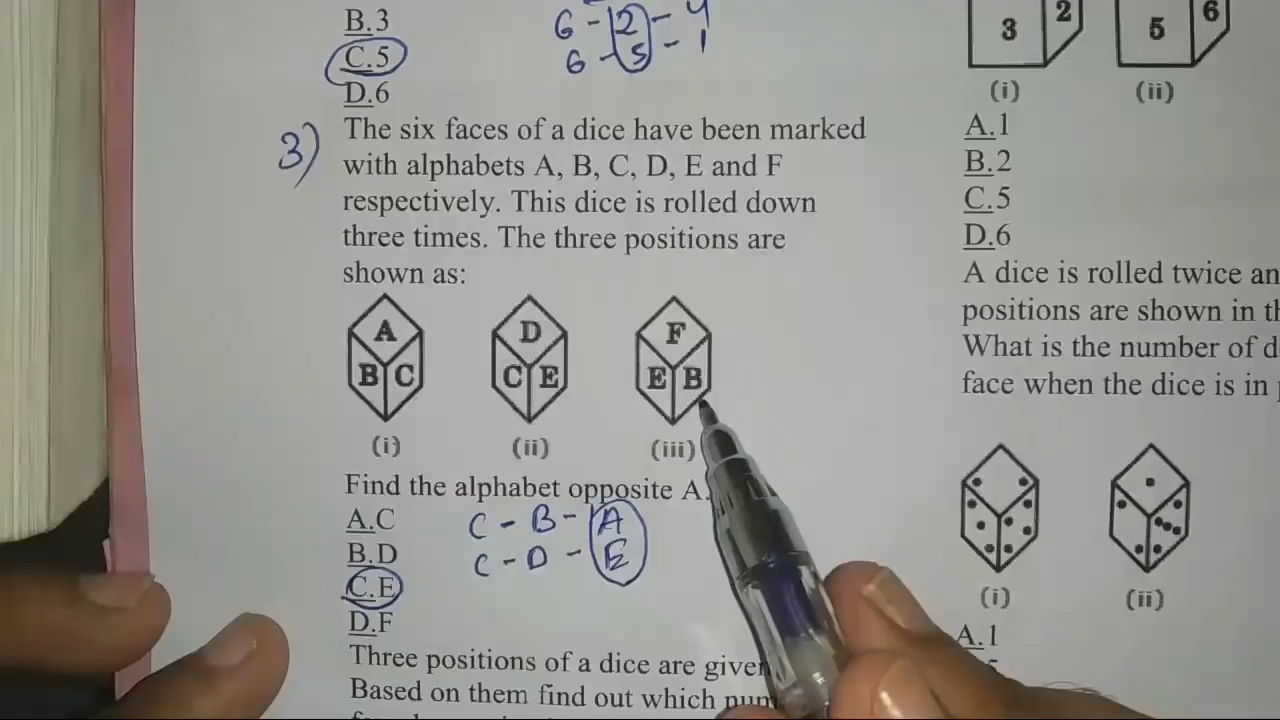 B.3
C.5
D.6
6 - 2 - 4
6 - 5 - 1
3)
The six faces of a dice have been marked
with alphabets A, B, C, D, E and F
respectively. This dice is rolled down
three times. The three positions are
shown as:
A
B C
D
C E
F
E B
(i)
(ii)
(iii)
Find the alphabet opposite A.
A.C
B.D
C.E
D.F
C - B - A
C - D - E
Three positions of a dice are given
Based on them find out which num
3
2
5
6
(i)
(ii)
A.1
B.2
C.5
D.6
A dice is rolled twice an
positions are shown in th
What is the number of d
face when the dice is in
(i)
(ii)
A.1